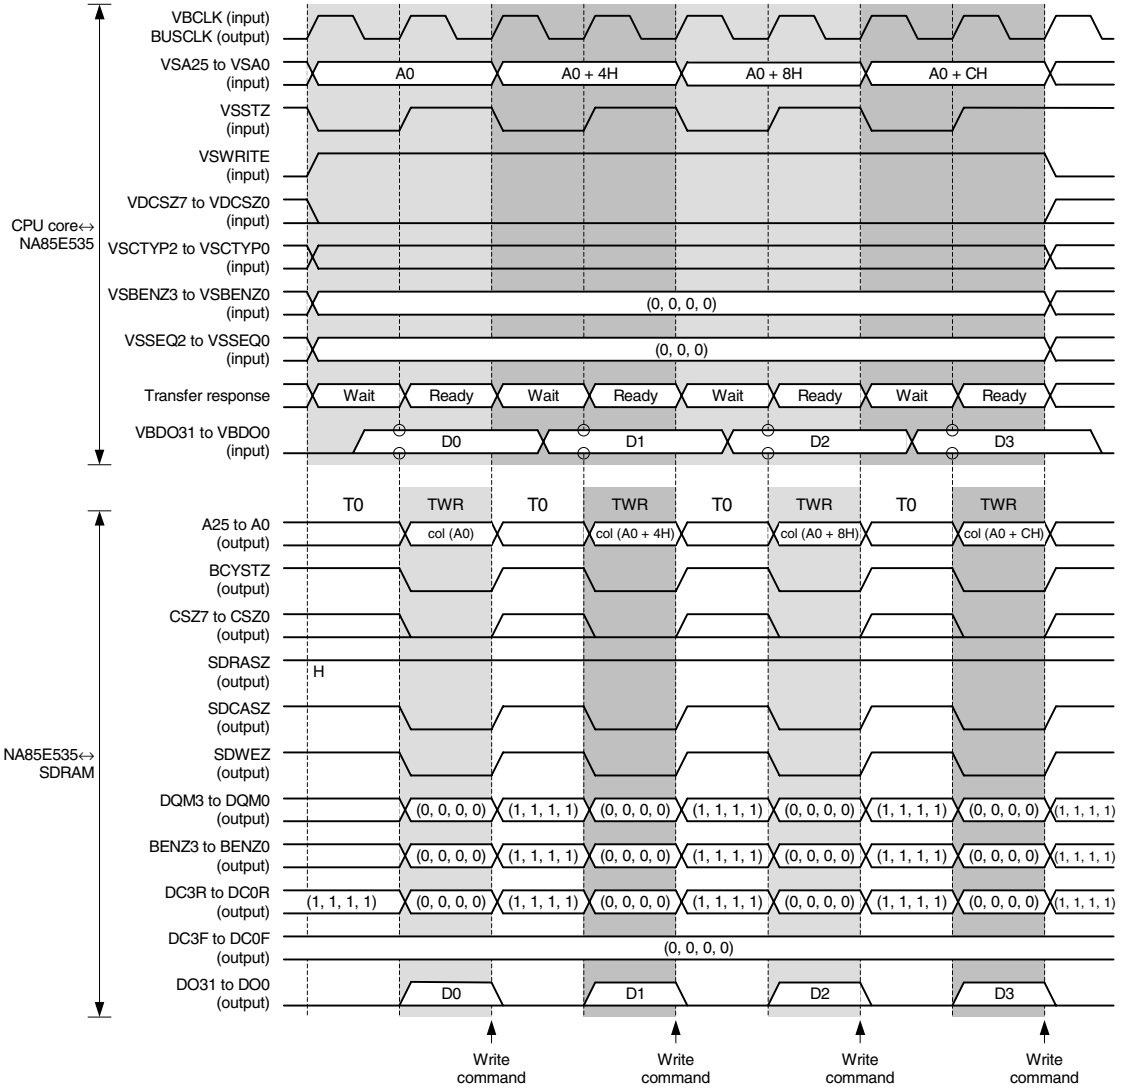 VBCLK (input)
BUSCLK (output)
VSA25 to VSA0
(input)
A0
A0 + 4H
A0 + 8H
A0 + CH
VSSTZ
(input)
VSWRITE
(input)
VDCSZ7 to VDCSZ0
(input)
CPU core↔
NA85E535
VSCTYP2 to VSCTYP0
(input)
VSBENZ3 to VSBENZ0
(input)
(0, 0, 0, 0)
VSSEQ2 to VSSEQ0
(input)
(0, 0, 0)
Transfer response
Wait
Ready
Wait
Ready
Wait
Ready
Wait
Ready
VBDO31 to VBDO0
(input)
D0
D1
D2
D3
T0
TWR
T0
TWR
T0
TWR
T0
TWR
A25 to A0
(output)
col (A0)
col (A0 + 4H)
col (A0 + 8H)
col (A0 + CH)
BCYSTZ
(output)
CSZ7 to CSZ0
(output)
SDRASZ
(output)
H
SDCASZ
(output)
NA85E535↔
SDRAM
SDWEZ
(output)
DQM3 to DQM0
(output)
(0, 0, 0, 0)
(1, 1, 1, 1)
(0, 0, 0, 0)
(1, 1, 1, 1)
(0, 0, 0, 0)
(1, 1, 1, 1)
(0, 0, 0, 0)
(1, 1, 1, 1)
BENZ3 to BENZ0
(output)
(0, 0, 0, 0)
(1, 1, 1, 1)
(0, 0, 0, 0)
(1, 1, 1, 1)
(0, 0, 0, 0)
(1, 1, 1, 1)
(0, 0, 0, 0)
(1, 1, 1, 1)
DC3R to DC0R
(output)
(1, 1, 1, 1)
(0, 0, 0, 0)
(1, 1, 1, 1)
(0, 0, 0, 0)
(1, 1, 1, 1)
(0, 0, 0, 0)
(1, 1, 1, 1)
(0, 0, 0, 0)
(1, 1, 1, 1)
DC3F to DC0F
(output)
(0, 0, 0, 0)
DO31 to DO0
(output)
D0
D1
D2
D3
Write
command
Write
command
Write
command
Write
command